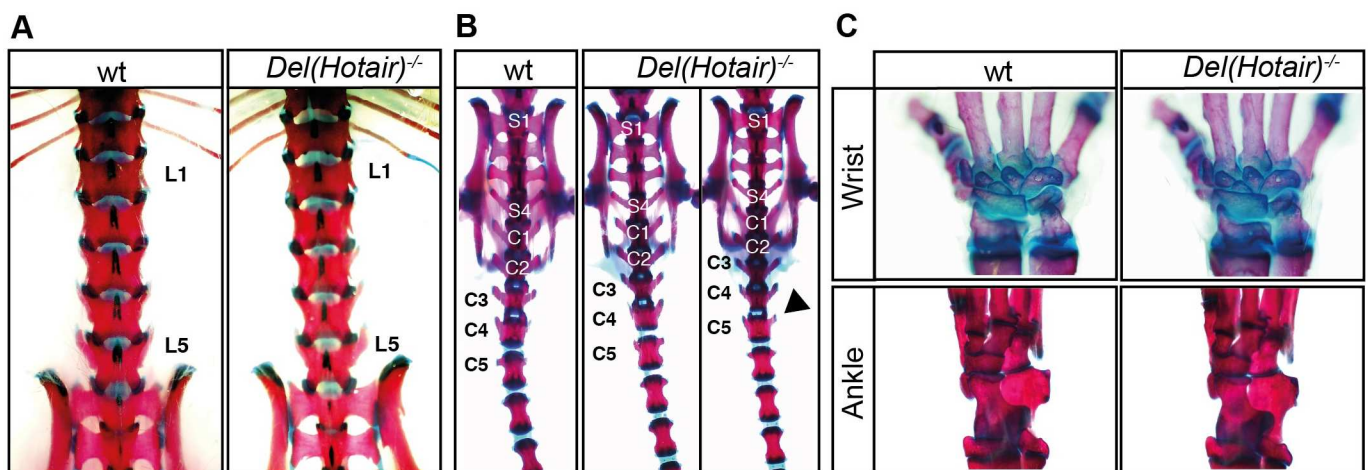 A
wt
Del(Hotair)-/-
L1
L1
L5
L5
B
wt
Del(Hotair)-/-
S1
S4
C1
C2
C3
C4
C5
S1
S4
C1
C2
C3
C4
C5
S1
S4
C1
C2
C3
C4
C5
C
wt
Del(Hotair)-/-
Wrist
Ankle